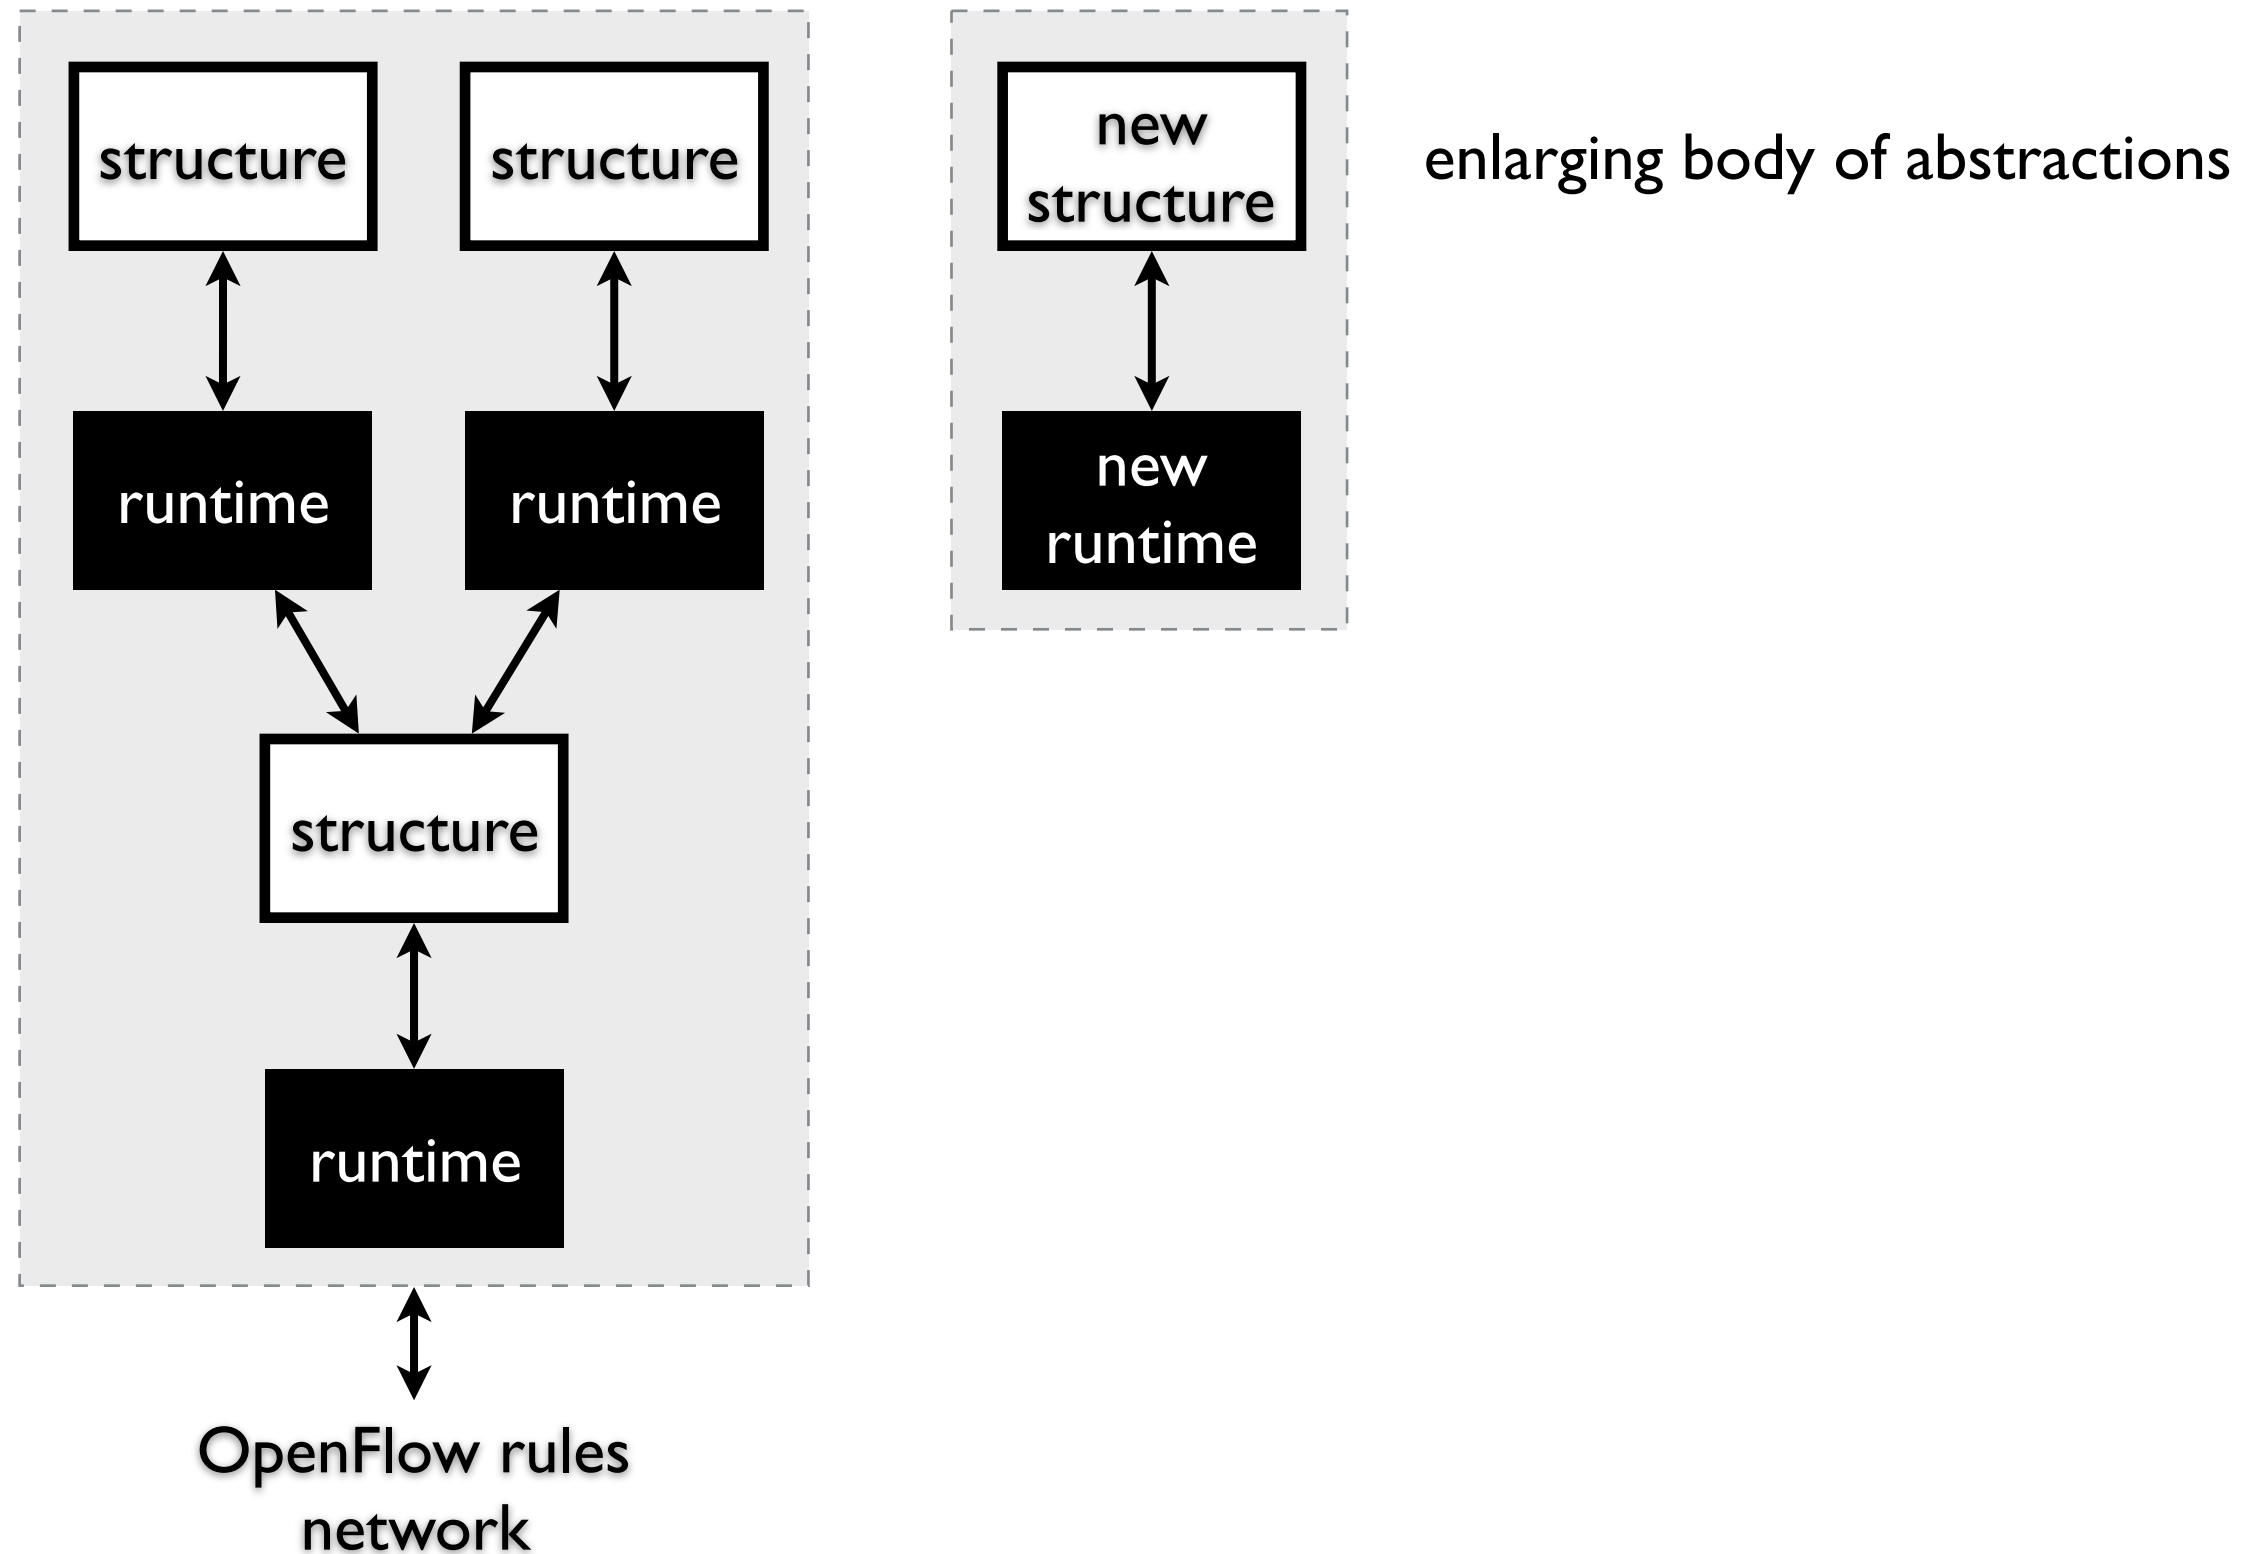 structure
structure
new
structure
enlarging body of abstractions
runtime
runtime
new
runtime
structure
runtime
OpenFlow rules
network